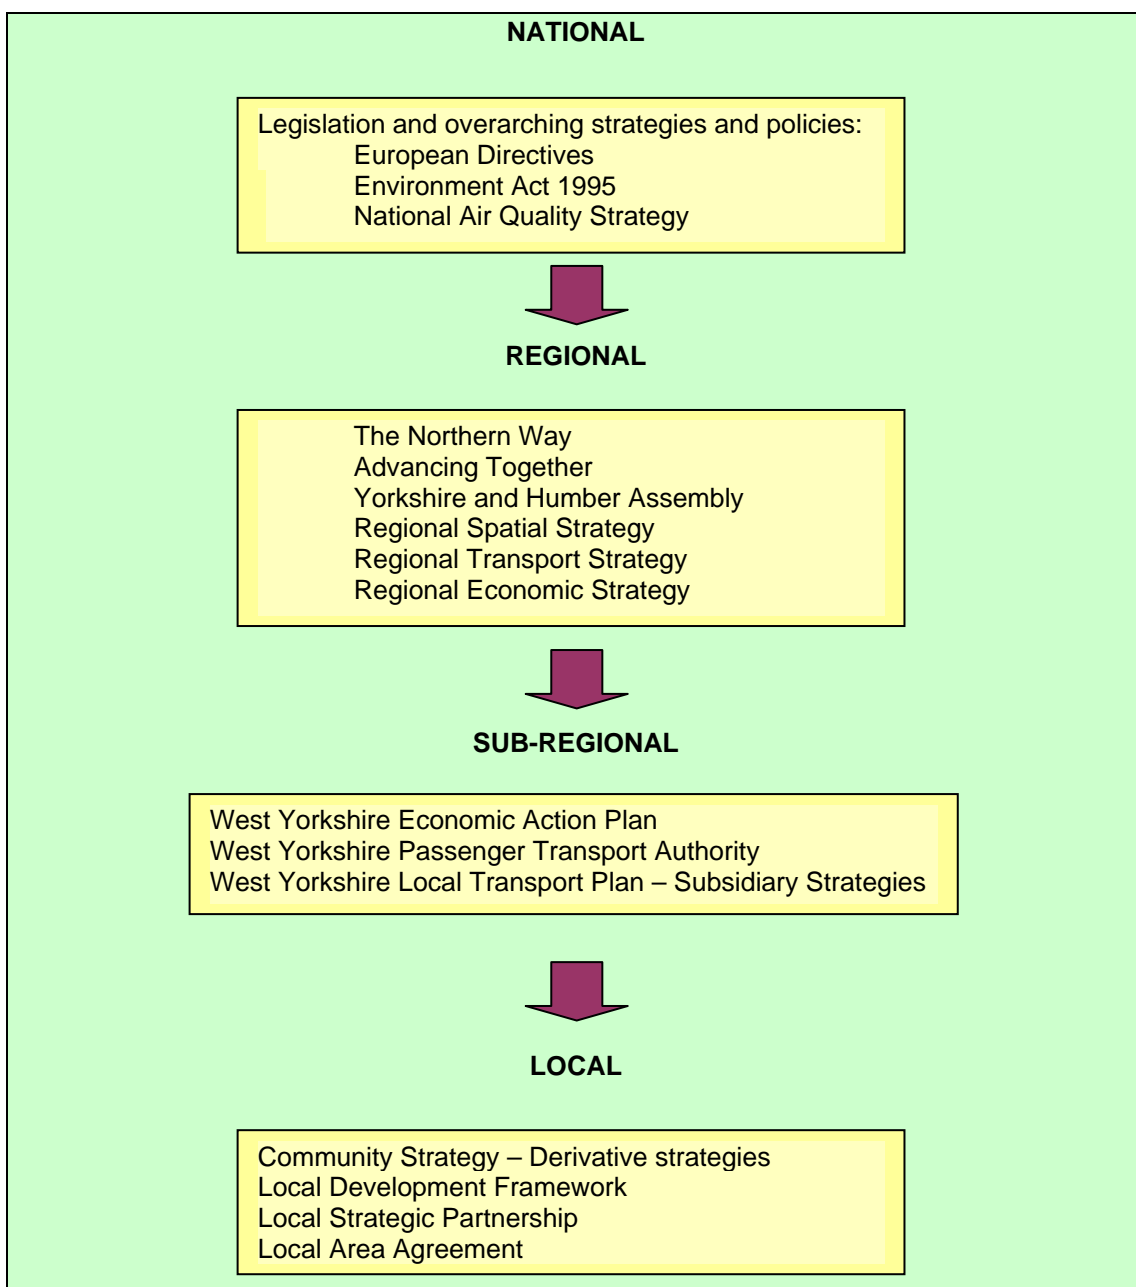 NATIONAL
Legislation and overarching strategies and policies:
European Directives
Environment Act 1995
National Air Quality Strategy
REGIONAL
The Northern Way
Advancing Together
Yorkshire and Humber Assembly
Regional Spatial Strategy
Regional Transport Strategy
Regional Economic Strategy
SUB-REGIONAL
West Yorkshire Economic Action Plan
West Yorkshire Passenger Transport Authority
West Yorkshire Local Transport Plan – Subsidiary Strategies
LOCAL
Community Strategy – Derivative strategies
Local Development Framework
Local Strategic Partnership
Local Area Agreement